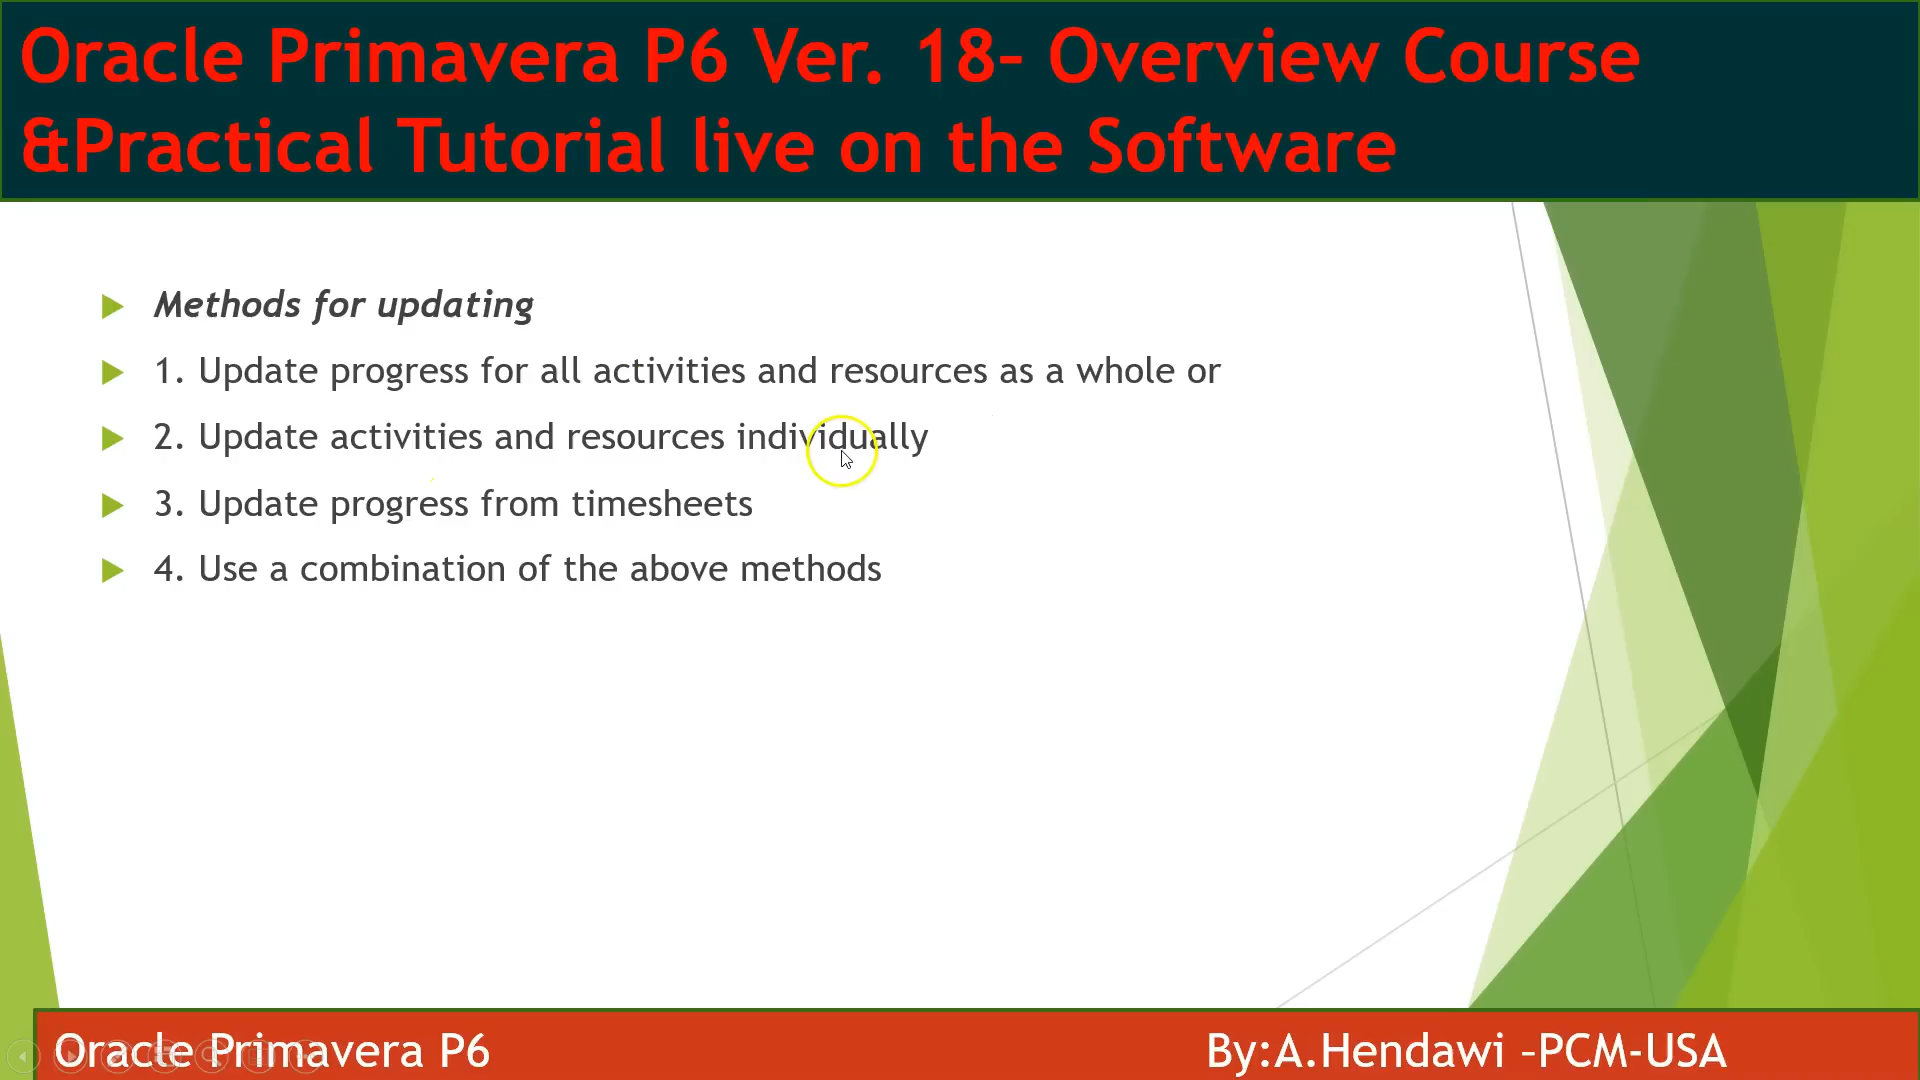 Oracle Primavera P6 Ver. 18– Overview Course
&Practical Tutorial live on the Software
Methods for updating
1. Update progress for all activities and resources as a whole or
2. Update activities and resources individually
3. Update progress from timesheets
4. Use a combination of the above methods
Oracle Primavera P6
By:A.Hendawi –PCM-USA